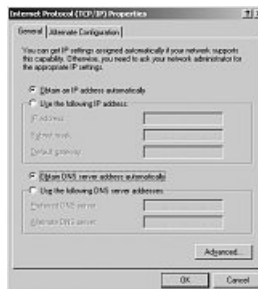 Internet Protocol (TCP/IP) Properties
General
Alternate Configuration
You can get IP settings assigned automatically if your network supports
this capability. Otherwise, you need to ask your network administrator for
the appropriate IP settings.
Obtain an IP address automatically
Use the following IP address:
IP address:
Subnet mask:
Default gateway:
Obtain DNS server address automatically
Use the following DNS server addresses:
Preferred DNS server:
Alternate DNS server:
Advanced...
OK
Cancel